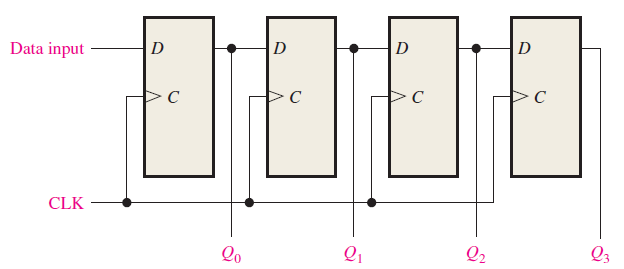 Data input D D D D
C C C C
CLK
Q0 Q1 Q2 Q3